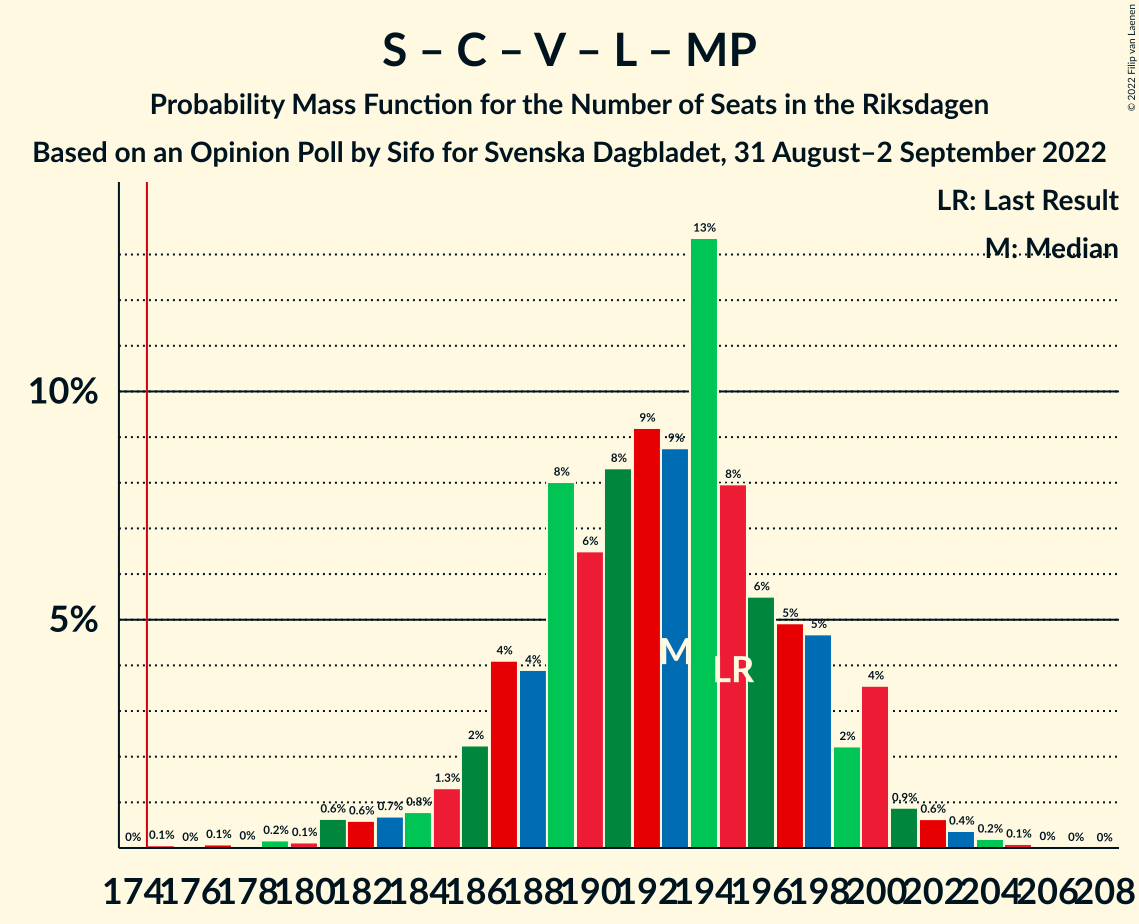 S – C – V – L – MP
Probability Mass Function for the Number of Seats in the Riksdagen
Based on an Opinion Poll by Sifo for Svenska Dagbladet, 31 August–2 September 2022
© 2022 Filip van Laenen
LR: Last Result
M: Median
10%
5%
0% 0.1% 0% 0.1% 0% 0.2% 0.1% 0.6% 0.6% 0.7% 0.8% 1.3% 2% 4% 4% 8% 6% 8% 9% 9% 13% 8% 6% 5% 5% 2% 4% 0.9% 0.6% 0.4% 0.2% 0.1% 0% 0% 0%
M
LR
174 176 178 180 182 184 186 188 190 192 194 196 198 200 202 204 206 208